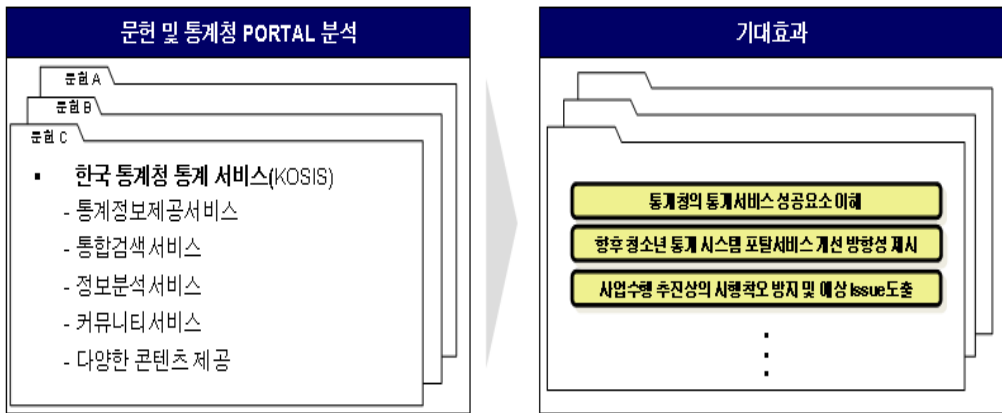 문헌 및 통계청 PORTAL 분석
문헌 A
문헌 B
문헌 C
▪ 한국 통계청 통계 서비스(KOSIS)
- 통계정보제공서비스
- 통합검색서비스
- 정보분석서비스
- 커뮤니티서비스
- 다양한 콘텐츠 제공
기대효과
통계청의 통계서비스 성공요소 이해
향후 청소년 통계 시스템 포탈서비스 개선 방향성 제시
사업수행 추진상의 시행착오 방지 및 예상 Issue도출